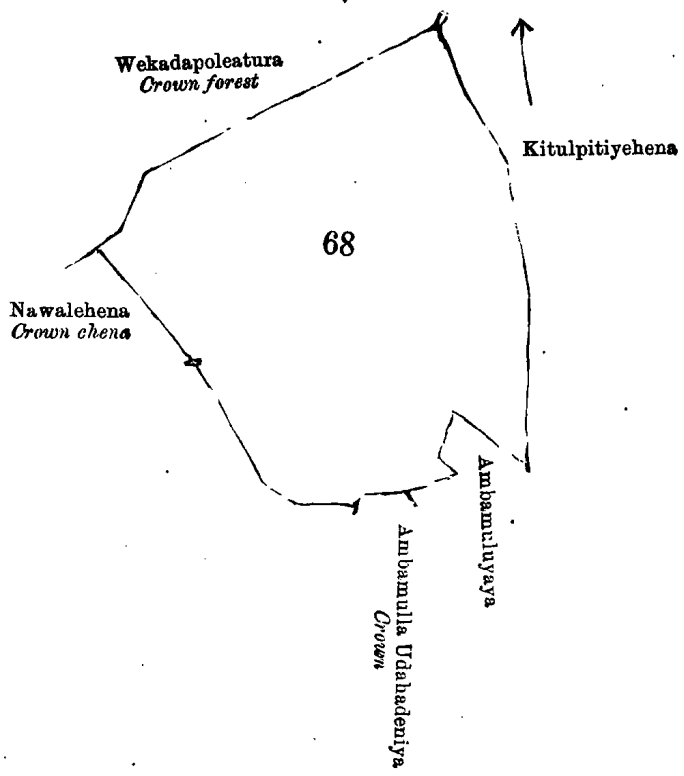 Wekadapoleatura
Crown forest
Kitulpitiyehena
68
Nawalehena
Crown chena
Ambamuluyaya
Ambamulla Udahadeniya
Crown